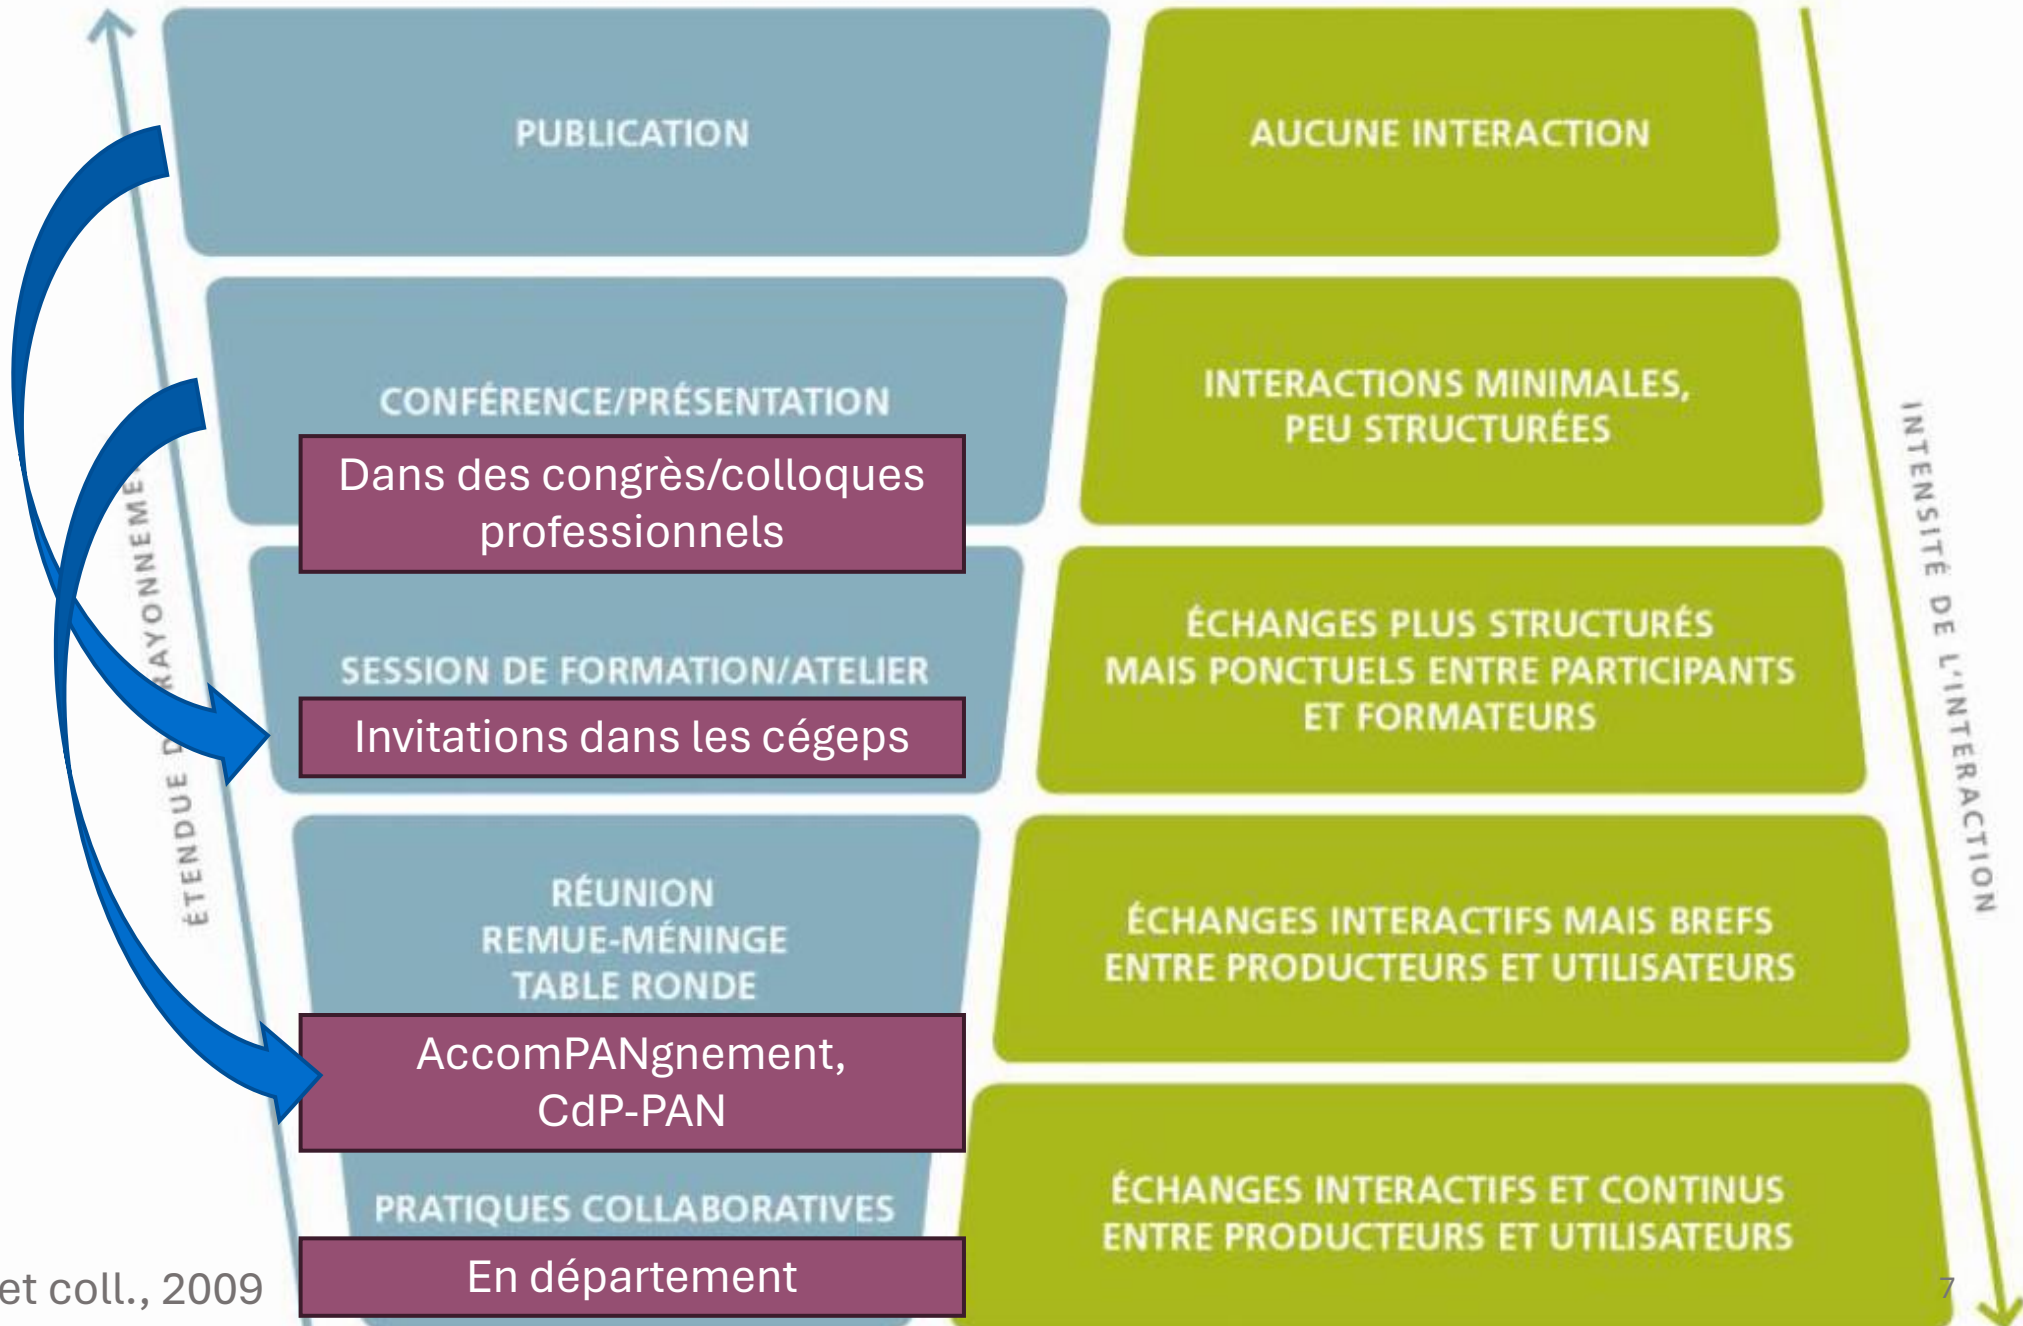 PUBLICATION
AUCUNE INTERACTION
CONFÉRENCE/PRÉSENTATION
Dans des congrès/colloques
professionnels
INTERACTIONS MINIMALES,
PEU STRUCTURÉES
SESSION DE FORMATION/ATELIER
Invitations dans les cégeps
ÉCHANGES PLUS STRUCTURÉS
MAIS PONCTUELS ENTRE PARTICIPANTS
ET FORMATEURS
RÉUNION
REMUE-MÉNINGE
TABLE RONDE
AccomPANgnement,
CdP-PAN
ÉCHANGES INTERACTIFS MAIS BREFS
ENTRE PRODUCTEURS ET UTILISATEURS
PRATIQUES COLLABORATIVES
En département
ÉCHANGES INTERACTIFS ET CONTINUS
ENTRE PRODUCTEURS ET UTILISATEURS
ÉTENDUE
INTENSITÉ DE L'INTERACTION
et coll., 2009
7